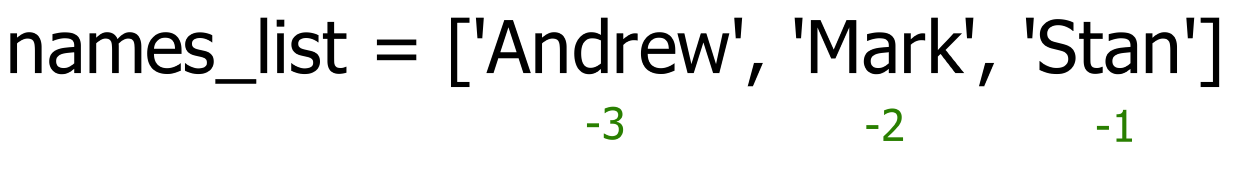 names_list = ['Andrew', 'Mark', 'Stan']
-3 -2 -1